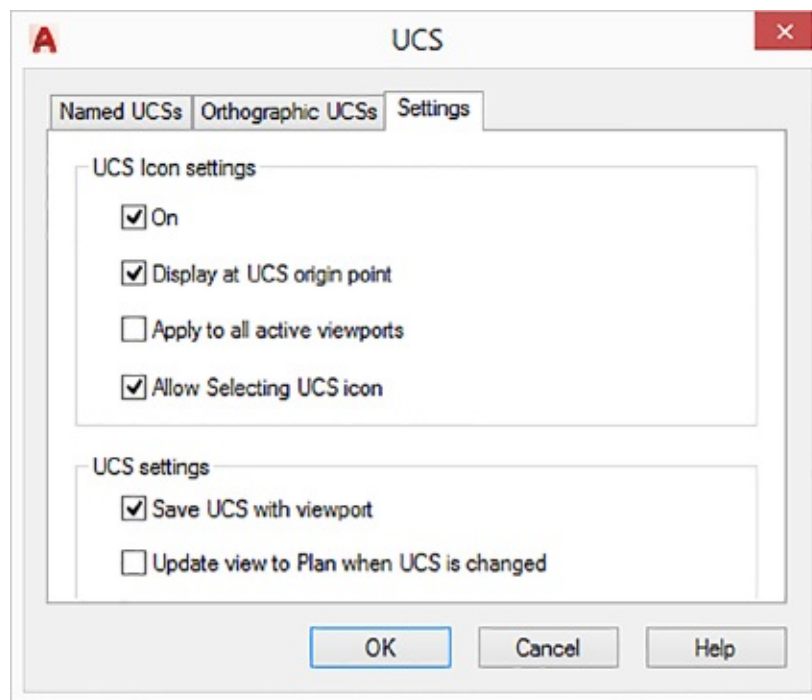 UCS
Named UCSs Orthographic UCSs Settings
UCS Icon settings
On
Display at UCS origin point
Apply to all active viewports
Allow Selecting UCS icon
UCS settings
Save UCS with viewport
Update view to Plan when UCS is changed
OK Cancel Help